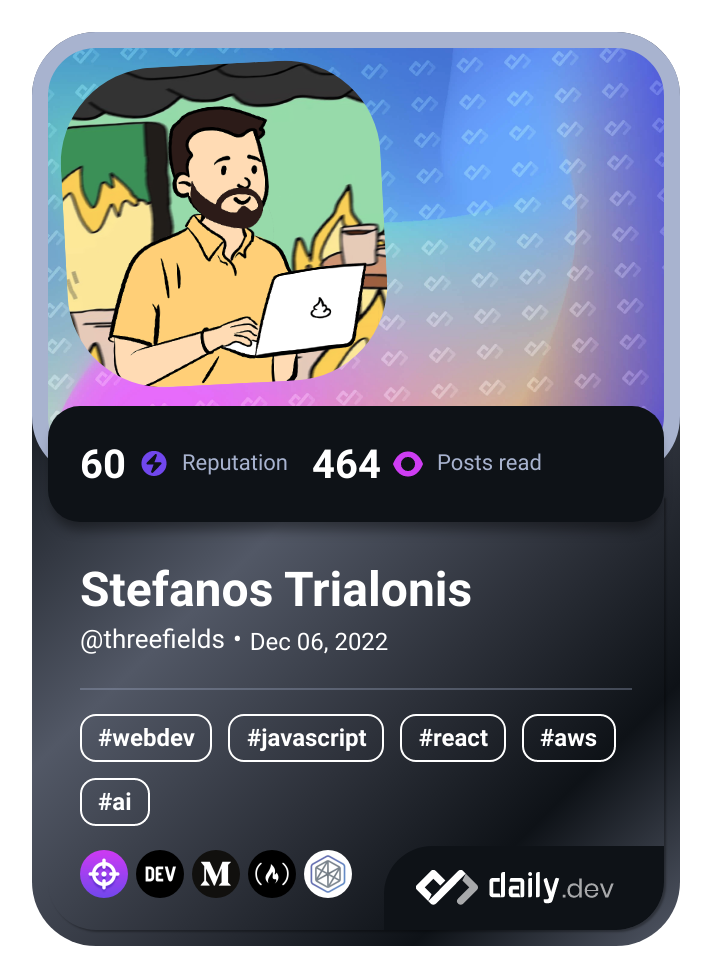 60 Reputation 464 Posts read
Stefanos Trialonis
@threefields • Dec 06, 2022
#webdev #javascript #react #aws
#ai
DEV M daily.dev